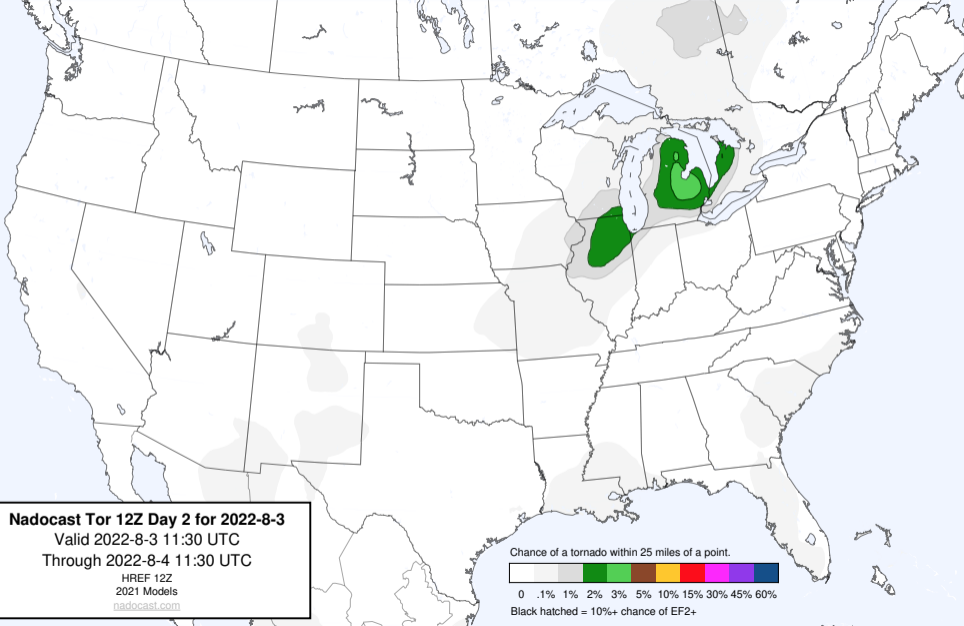 Nadocast Tor 12Z Day 2 for 2022-8-3
Valid 2022-8-3 11:30 UTC
Through 2022-8-4 11:30 UTC
HREF 12Z
2021 Models
nadocast.com
Chance of a tornado within 25 miles of a point.
0 .1% 1% 2% 3% 5% 10% 15% 30% 45% 60%
Black hatched = 10%+ chance of EF2+